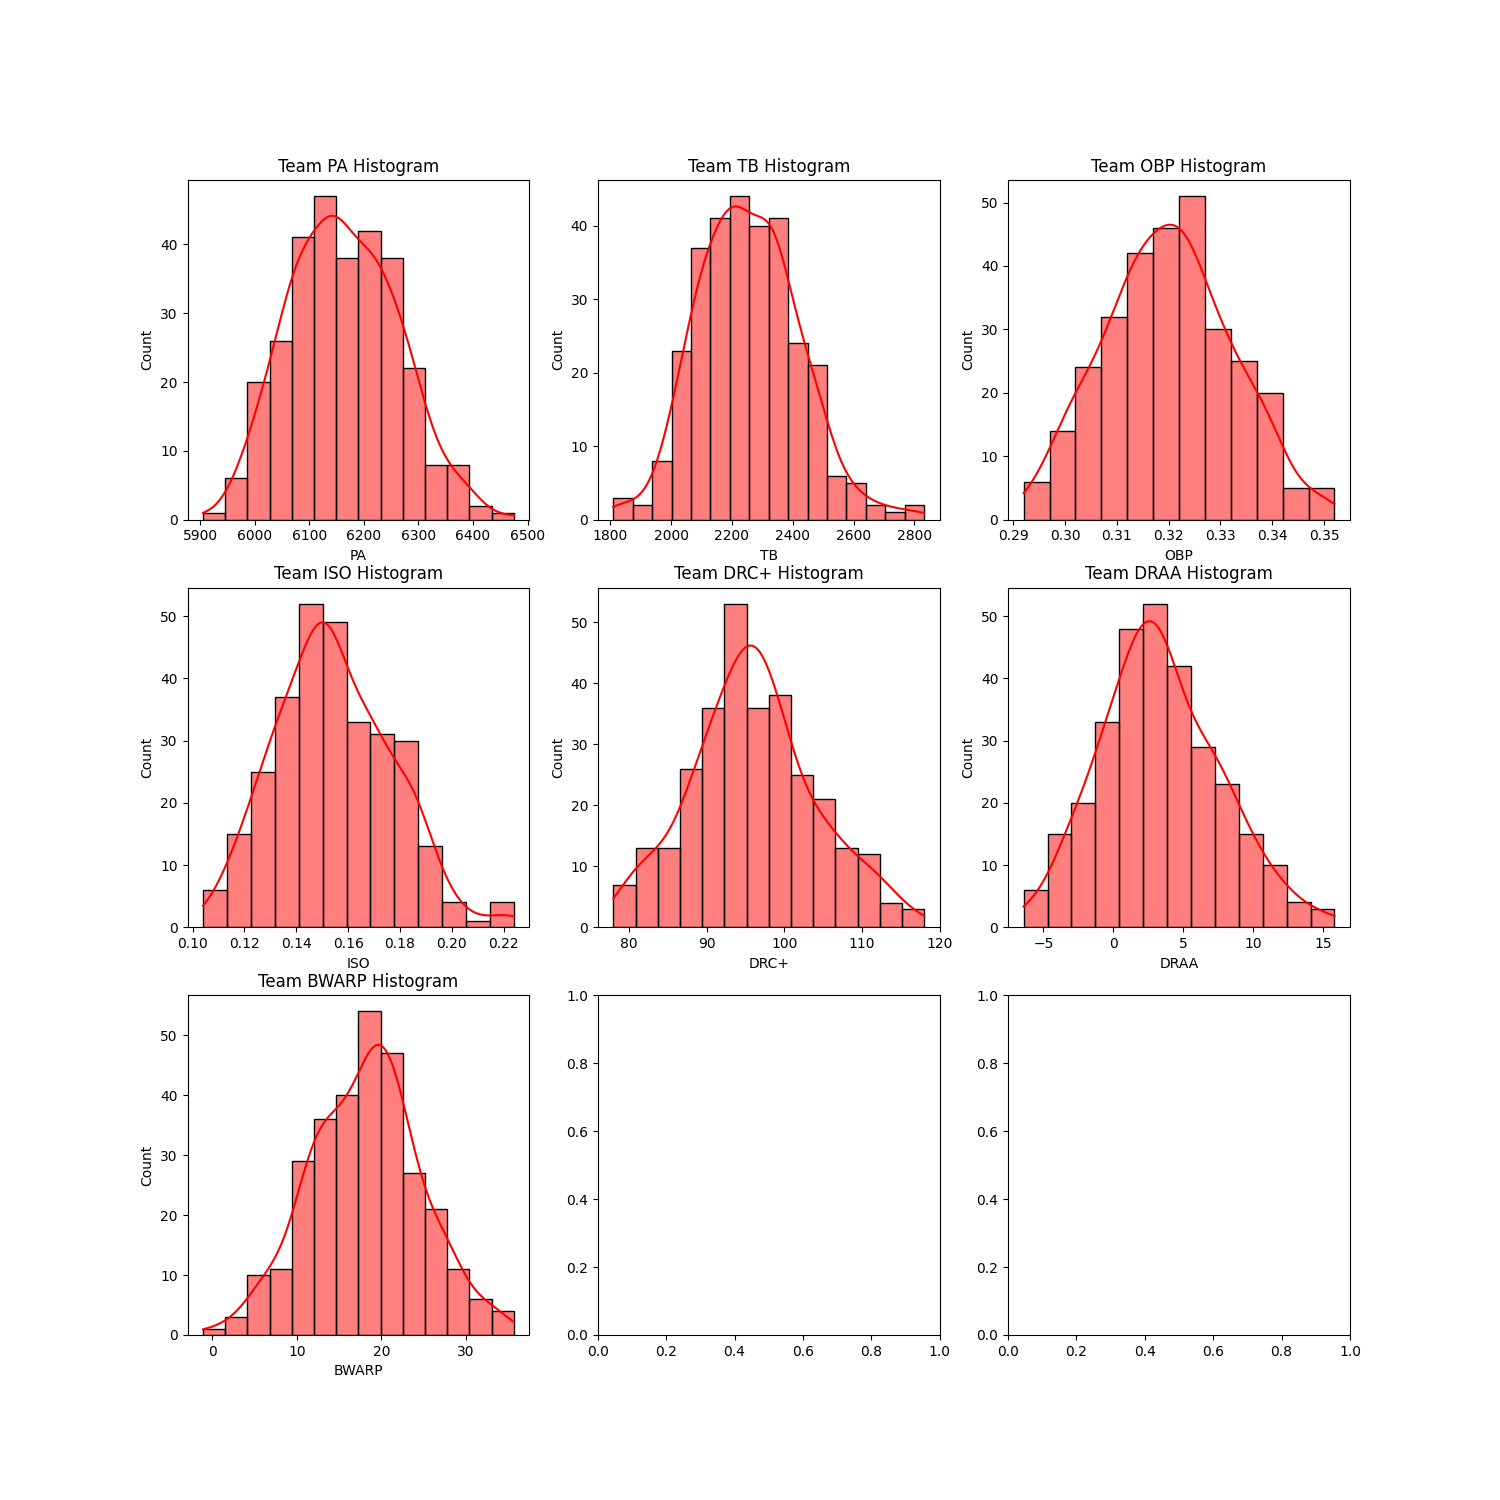 Team PA Histogram
Count
0
10
20
30
40
5900 6000 6100 6200 6300 6400 6500
PA
Team TB Histogram
Count
0
10
20
30
40
1800 2000 2200 2400 2600 2800
TB
Team OBP Histogram
Count
0
10
20
30
40
50
0.29 0.30 0.31 0.32 0.33 0.34 0.35
OBP
Team ISO Histogram
Count
0
10
20
30
40
50
0.10 0.12 0.14 0.16 0.18 0.20 0.22
ISO
Team DRC+ Histogram
Count
0
10
20
30
40
50
80 90 100 110 120
DRC+
Team DRAA Histogram
Count
0
10
20
30
40
50
−5 0 5 10 15
DRAA
Team BWARP Histogram
Count
0
10
20
30
40
50
0 10 20 30
BWARP
1.0
0.8
0.6
0.4
0.2
0.0
0.0 0.2 0.4 0.6 0.8 1.0
1.0
0.8
0.6
0.4
0.2
0.0
0.0 0.2 0.4 0.6 0.8 1.0